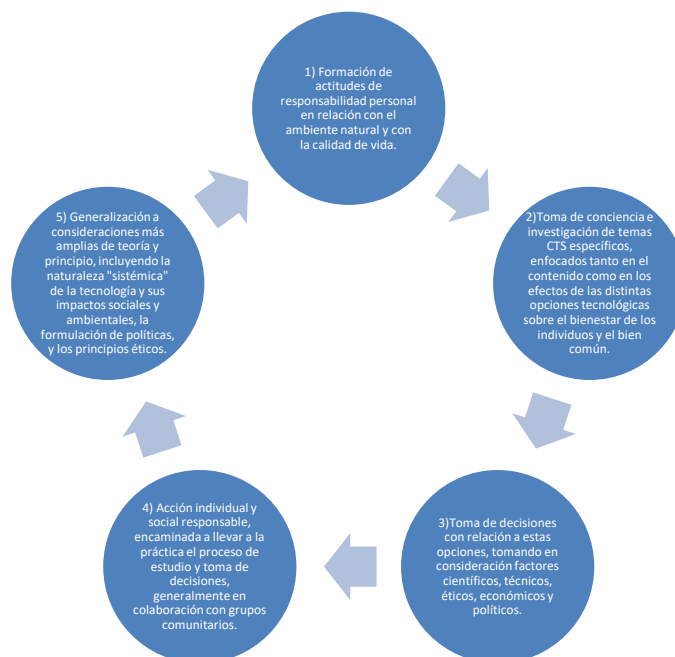 1) Formación de
actitudes de
responsabilidad personal
en relación con el
ambiente natural y con
la calidad de vida.
2)Toma de conciencia e
investigación de temas
CTS específicos,
enfocados tanto en el
contenido como en los
efectos de las distintas
opciones tecnológicas
sobre el bienestar de los
individuos y el bien
común.
3)Toma de decisiones
con relación a estas
opciones, tomando en
consideración factores
científicos, técnicos,
éticos, económicos y
políticos.
4) Acción individual y
social responsable,
encaminada a llevar a la
práctica el proceso de
estudio y toma de
decisiones,
generalmente en
colaboración con grupos
comunitarios.
5) Generalización a
consideraciones más
amplias de teoría y
principio, incluyendo la
naturaleza "sistémica"
de la tecnología y sus
impactos sociales y
ambientales, la
formulación de políticas,
y los principios éticos.